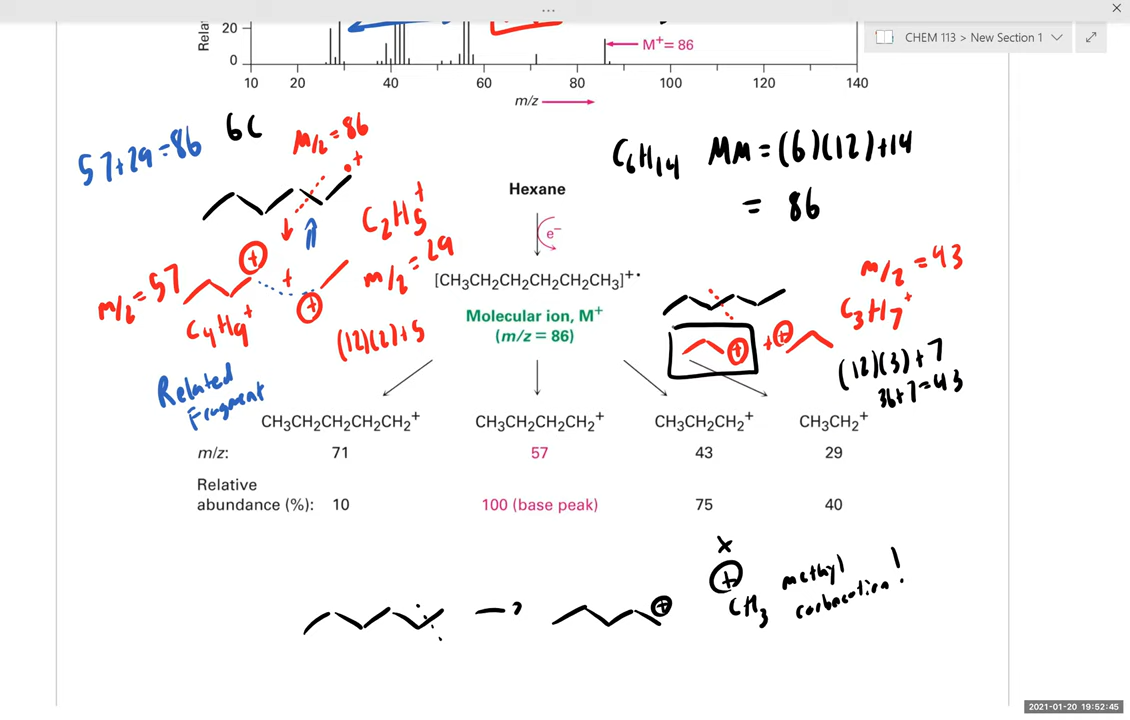 CHEM 113 > New Section 1
Rela
20
0
M+ = 86
10 20 40 60 80 100 120 140
m/z
57+29=86
6C
m/z = 86
+
C6H14 MM = (6)(12)+14
= 86
Hexane
e−
[CH3CH2CH2CH2CH2CH3]+•
Molecular ion, M+
(m/z = 86)
C2H5+
m/z = 29
(12)(2)+5
m/z = 57
+
+
+
C4H9+
Related
Fragment
m/z = 43
C3H7+
+
+
+
(12)(3)+7
36+7=43
CH3CH2CH2CH2CH2+ CH3CH2CH2CH2+ CH3CH2CH2+ CH3CH2+
m/z: 71 57 43 29
Relative
abundance (%): 10 100 (base peak) 75 40
x
+
+
CH3
methyl
carbocation!
2021-01-20 19:52:45